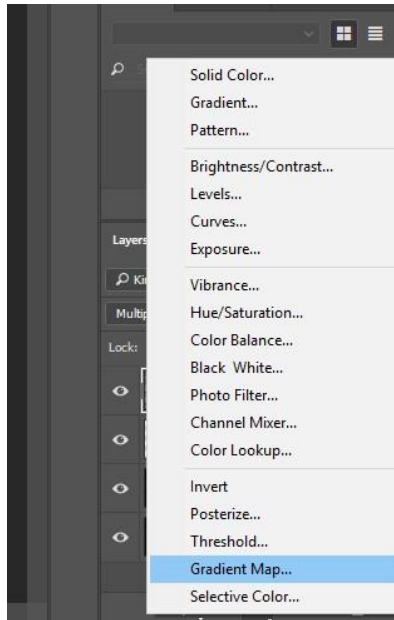 Solid Color...
Gradient...
Pattern...
Brightness/Contrast...
Levels...
Curves...
Exposure...
Layers
Vibrance...
Hue/Saturation...
Color Balance...
Lock:
Black White...
Photo Filter...
Channel Mixer...
Color Lookup...
Invert
Posterize...
Threshold...
Gradient Map...
Selective Color...